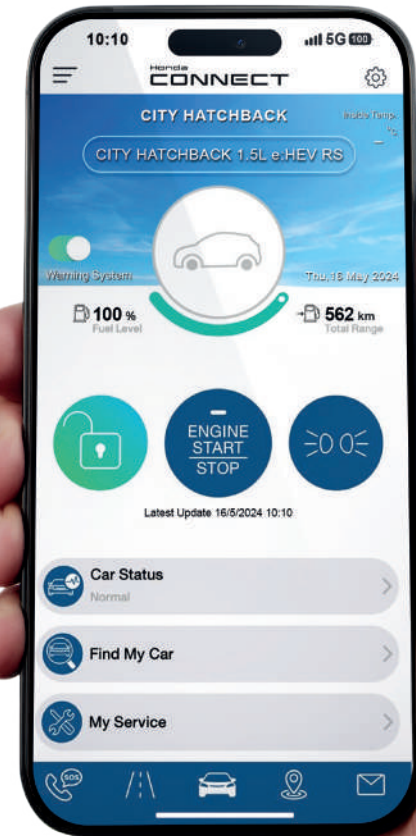 10:10
5G 100
Honda
CONNECT
CITY HATCHBACK
Inside Temp.
°c
CITY HATCHBACK 1.5L e:HEV RS
Warning System
Thu,16 May 2024
100 %
Fuel Level
562 km
Total Range
ENGINE
START
STOP
Latest Update 16/5/2024 10:10
Car Status
Normal
Find My Car
My Service
SOS